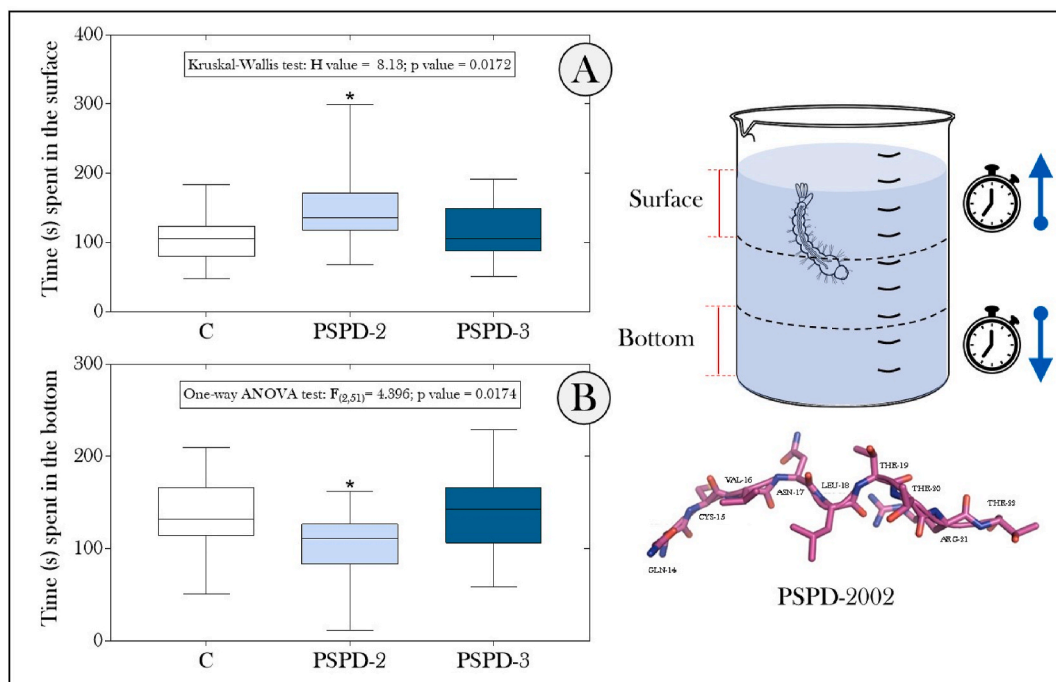 400
300
200
100
0
Time (s) spent in the surface
Kruskal-Wallis test: H value = 8.13; p value = 0.0172
A
*
C
PSPD-2
PSPD-3
300
200
100
0
Time (s) spent in the bottom
One-way ANOVA test: F(2,51)= 4.396; p value = 0.0174
B
*
C
PSPD-2
PSPD-3
Surface
Bottom
GLN-14
CYS-15
VAL-16
ASN-17
LEU-18
THR-19
THR-20
ARG-21
THR-22
PSPD-2002